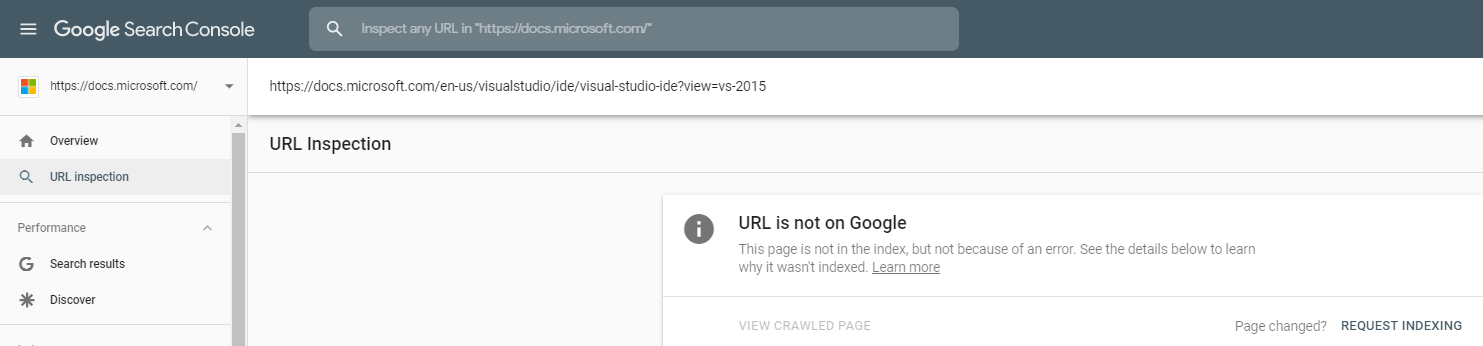 Google Search Console
Inspect any URL in "https://docs.microsoft.com/"
https://docs.microsoft.com/
https://docs.microsoft.com/en-us/visualstudio/ide/visual-studio-ide?view=vs-2015
Overview
URL inspection
Performance
Search results
Discover
URL Inspection
URL is not on Google
This page is not in the index, but not because of an error. See the details below to learn
why it wasn't indexed. Learn more
VIEW CRAWLED PAGE
Page changed? REQUEST INDEXING